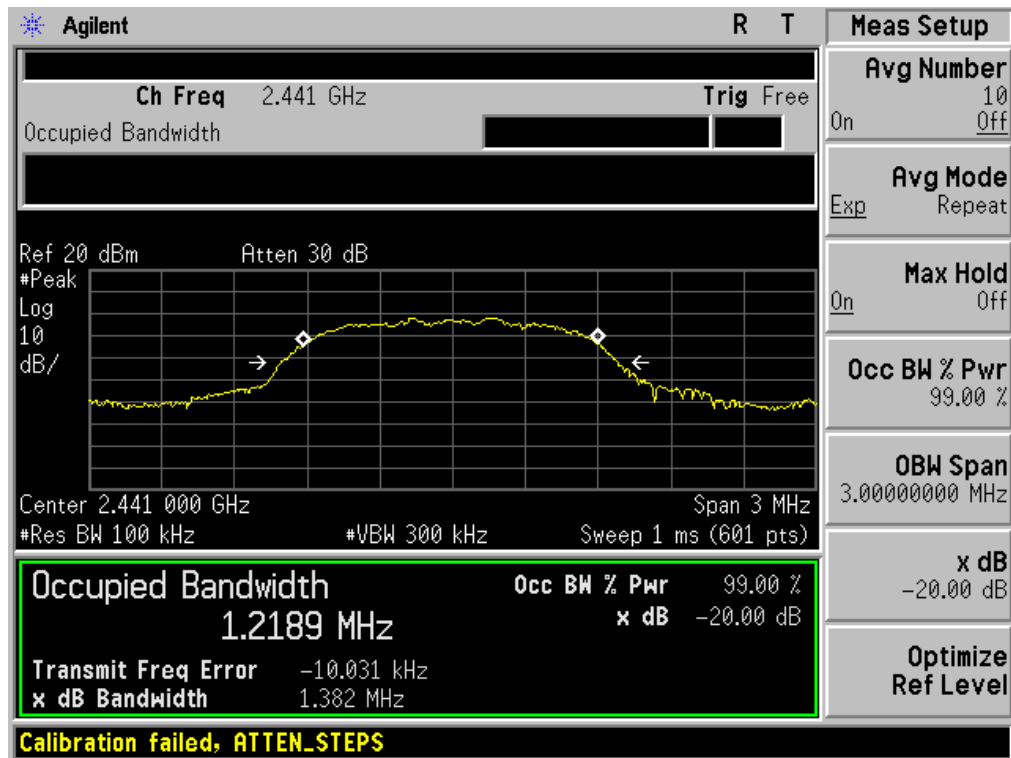 Agilent R T
Ch Freq 2.441 GHz Trig Free
Occupied Bandwidth
Ref 20 dBm Atten 30 dB
#Peak
Log
10
dB/
Center 2.441 000 GHz Span 3 MHz
#Res BW 100 kHz #VBW 300 kHz Sweep 1 ms (601 pts)
Occupied Bandwidth Occ BW % Pwr 99.00 %
1.2189 MHz x dB -20.00 dB
Transmit Freq Error -10.031 kHz
x dB Bandwidth 1.382 MHz
Calibration failed, ATTEN_STEPS
Meas Setup
Avg Number
10
On Off
Avg Mode
Exp Repeat
Max Hold
On Off
Occ BW % Pwr
99.00 %
OBW Span
3.00000000 MHz
x dB
-20.00 dB
Optimize
Ref Level